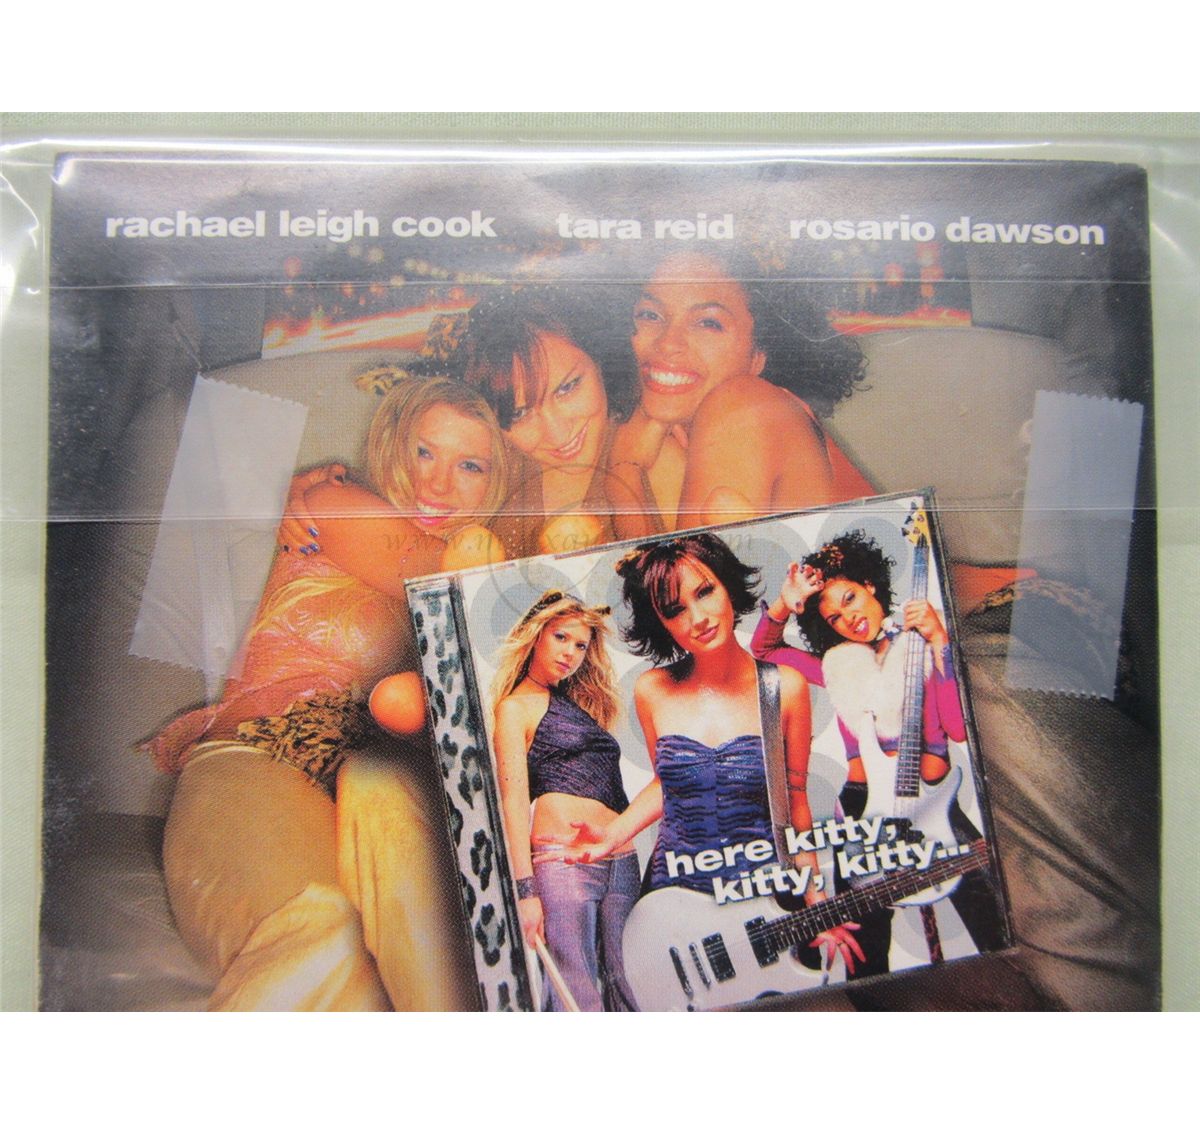 rachael leigh cook tara reid rosario dawson
here kitty,
kitty, kitty...